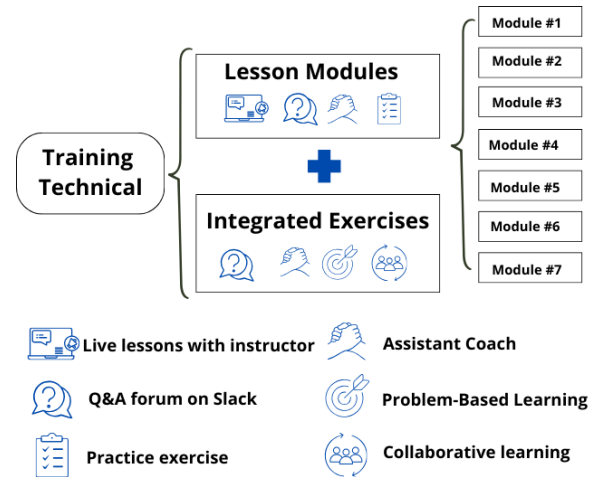 Training
Technical
Lesson Modules
Integrated Exercises
Module #1
Module #2
Module #3
Module #4
Module #5
Module #6
Module #7
Live lessons with instructor
Assistant Coach
Q&A forum on Slack
Problem-Based Learning
Practice exercise
Collaborative learning